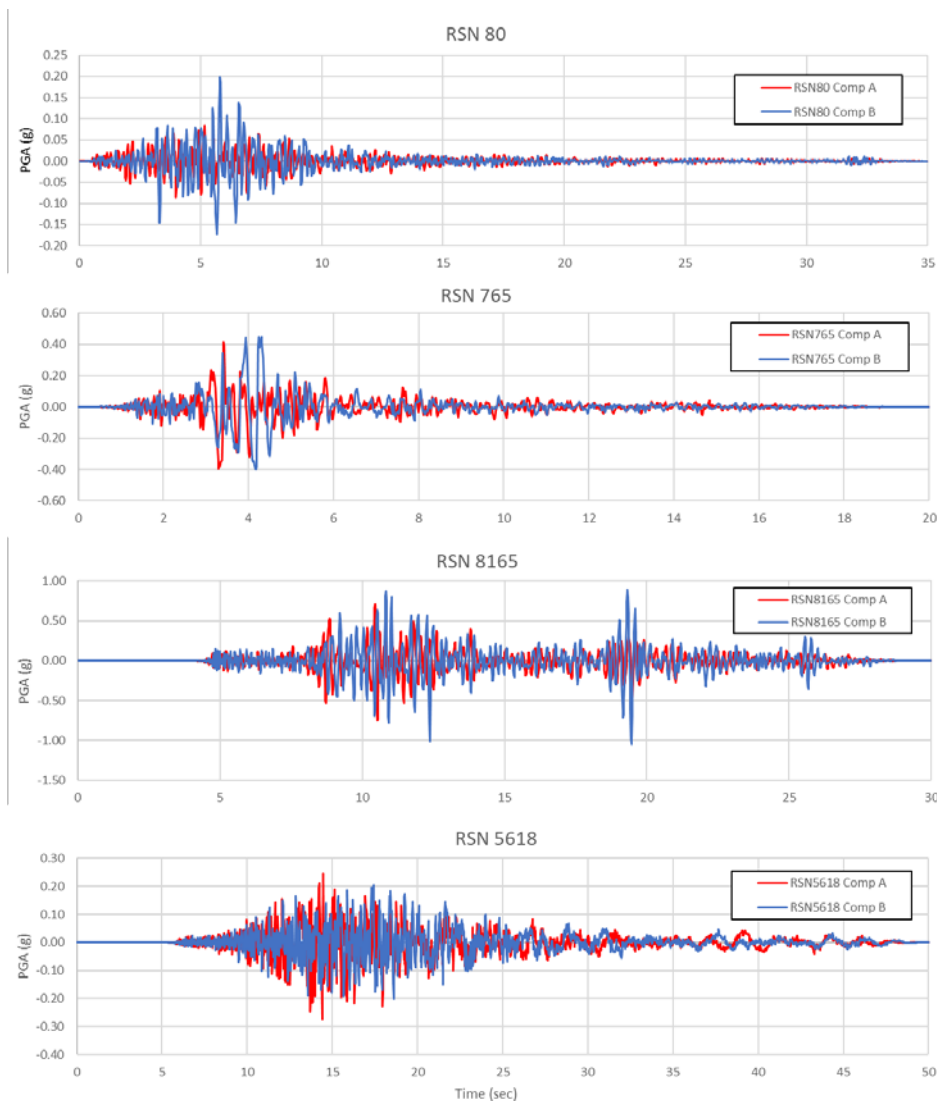 RSN 80
0.25
0.20
0.15
0.10
0.05
0.00
-0.05
-0.10
-0.15
-0.20
PGA (g)
RSN80 Comp A
RSN80 Comp B
0 5 10 15 20 25 30 35
RSN 765
0.60
0.40
0.20
0.00
-0.20
-0.40
-0.60
PGA (g)
RSN765 Comp A
RSN765 Comp B
0 2 4 6 8 10 12 14 16 18 20
RSN 8165
1.00
0.50
0.00
-0.50
-1.00
-1.50
PGA (g)
RSN8165 Comp A
RSN8165 Comp B
0 5 10 15 20 25 30
RSN 5618
0.30
0.20
0.10
0.00
-0.10
-0.20
-0.30
-0.40
PGA (g)
RSN5618 Comp A
RSN5618 Comp B
0 5 10 15 20 25 30 35 40 45 50
Time (sec)